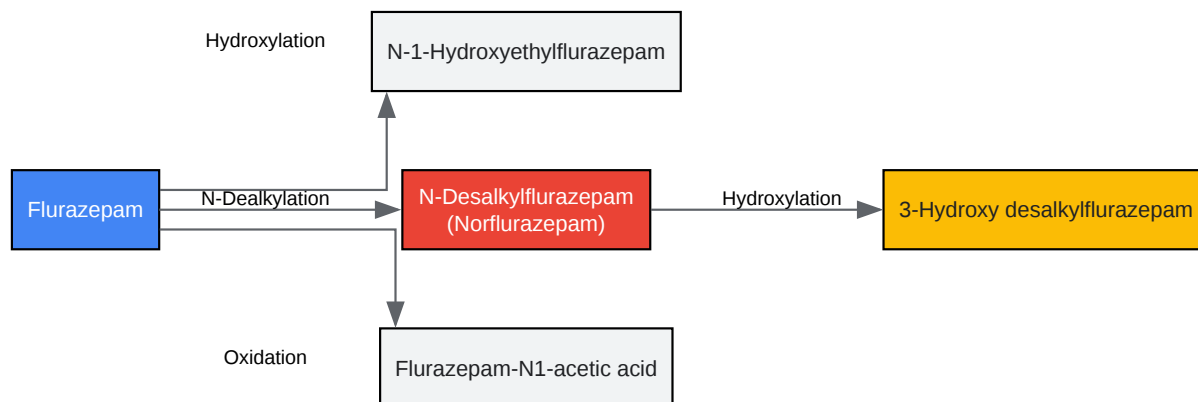 Hydroxylation
N-1-Hydroxyethylflurazepam
Flurazepam
N-Dealkylation
N-Desalkylflurazepam
(Norflurazepam)
Hydroxylation
3-Hydroxy desalkylflurazepam
Oxidation
Flurazepam-N1-acetic acid